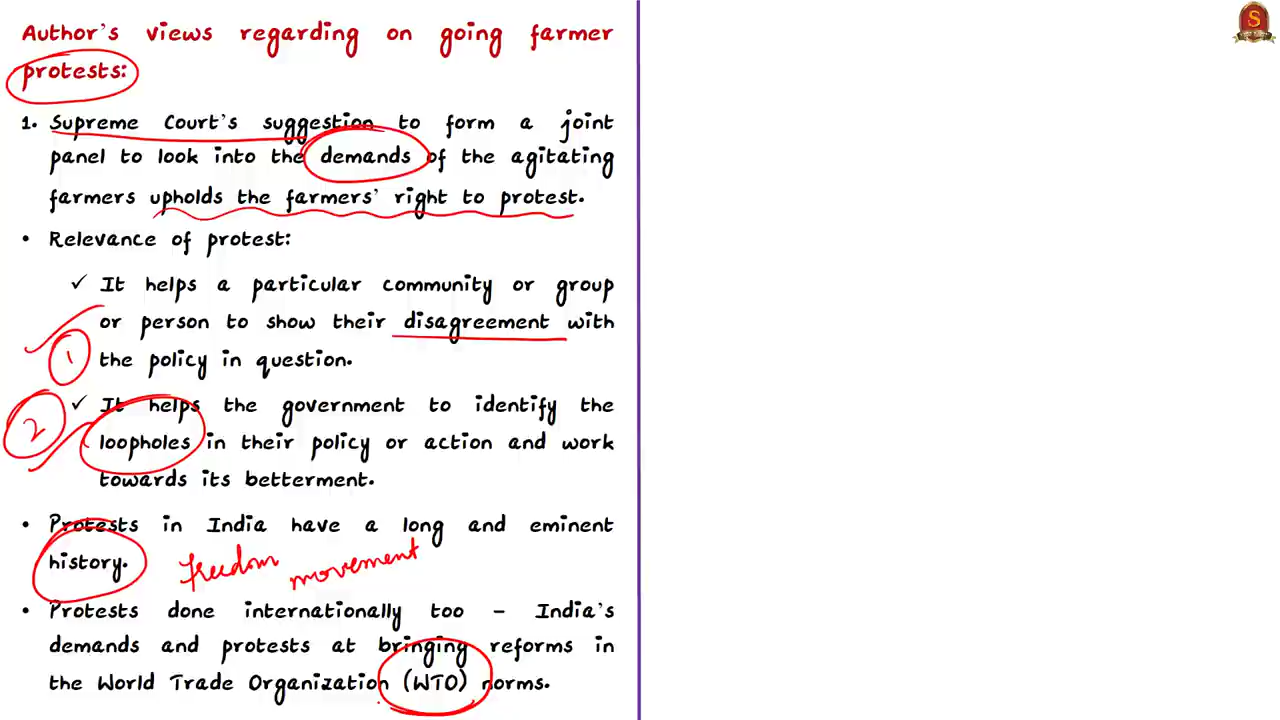 Author's views regarding on going farmer
protests:
1. Supreme Court's suggestion to form a joint
panel to look into the demands of the agitating
farmers upholds the farmers' right to protest.
• Relevance of protest:
✓ It helps a particular community or group
or person to show their disagreement with
1 the policy in question.
2 ✓ It helps the government to identify the
loopholes in their policy or action and work
towards its betterment.
• Protests in India have a long and eminent
history. freedom movement
• Protests done internationally too – India's
demands and protests at bringing reforms in
the World Trade Organization (WTO) norms.
S